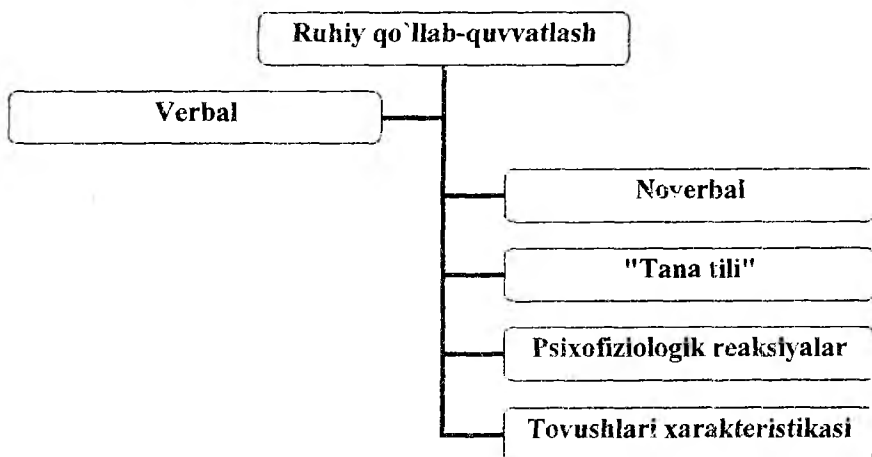 Ruhiy qo`llab-quvvatlash
Verbal
Noverbal
"Tana tili"
Psixofiziologik reaksiyalar
Tovushlari xarakteristikasi